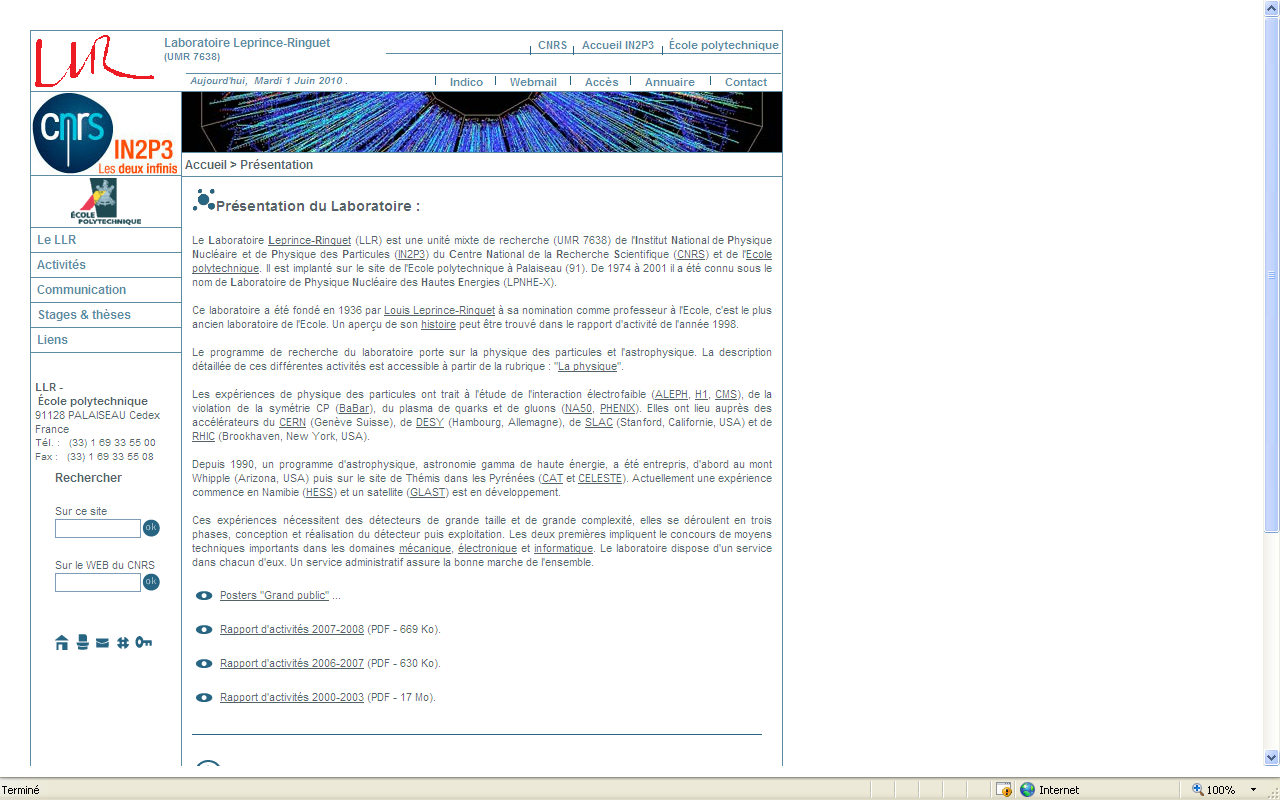 LLR
Laboratoire Leprince-Ringuet
(UMR 7638)
CNRS Accueil IN2P3 École polytechnique
Aujourd'hui, Mardi 1 Juin 2010 .
Indico Webmail Accès Annuaire Contact
cnrs
IN2P3
Les deux infinis
ÉCOLE
POLYTECHNIQUE
Accueil > Présentation
Le LLR
Activités
Communication
Stages & thèses
Liens
LLR -
École polytechnique
91128 PALAISEAU Cedex
France
Tél. : (33) 1 69 33 55 00
Fax : (33) 1 69 33 55 08
Rechercher
Sur ce site
ok
Sur le WEB du CNRS
ok
Présentation du Laboratoire :
Le Laboratoire Leprince-Ringuet (LLR) est une unité mixte de recherche (UMR 7638) de l'Institut National de Physique
Nucléaire et de Physique des Particules (IN2P3) du Centre National de la Recherche Scientifique (CNRS) et de l'Ecole
polytechnique. Il est implanté sur le site de l'Ecole polytechnique à Palaiseau (91). De 1974 à 2001 il a été connu sous le
nom de Laboratoire de Physique Nucléaire des Hautes Energies (LPNHE-X).
Ce laboratoire a été fondé en 1936 par Louis Leprince-Ringuet à sa nomination comme professeur à l'Ecole, c'est le plus
ancien laboratoire de l'Ecole. Un aperçu de son histoire peut être trouvé dans le rapport d'activité de l'année 1998.
Le programme de recherche du laboratoire porte sur la physique des particules et l'astrophysique. La description
détaillée de ces différentes activités est accessible à partir de la rubrique : "La physique".
Les expériences de physique des particules ont trait à l'étude de l'interaction électrofaible (ALEPH, H1, CMS), de la
violation de la symétrie CP (BaBar), du plasma de quarks et de gluons (NA50, PHENIX). Elles ont lieu auprès des
accélérateurs du CERN (Genève Suisse), de DESY (Hambourg, Allemagne), de SLAC (Stanford, Californie, USA) et de
RHIC (Brookhaven, New York, USA).
Depuis 1990, un programme d'astrophysique, astronomie gamma de haute énergie, a été entrepris, d'abord au mont
Whipple (Arizona, USA) puis sur le site de Thémis dans les Pyrénées (CAT et CELESTE). Actuellement une expérience
commence en Namibie (HESS) et un satellite (GLAST) est en développement.
Ces expériences nécessitent des détecteurs de grande taille et de grande complexité, elles se déroulent en trois
phases, conception et réalisation du détecteur puis exploitation. Les deux premières impliquent le concours de moyens
techniques importants dans les domaines mécanique, électronique et informatique. Le laboratoire dispose d'un service
dans chacun d'eux. Un service administratif assure la bonne marche de l'ensemble.
Posters "Grand public" ...
Rapport d'activités 2007-2008 (PDF - 669 Ko).
Rapport d'activités 2006-2007 (PDF - 630 Ko).
Rapport d'activités 2000-2003 (PDF - 17 Mo).
Terminé
Internet
100%